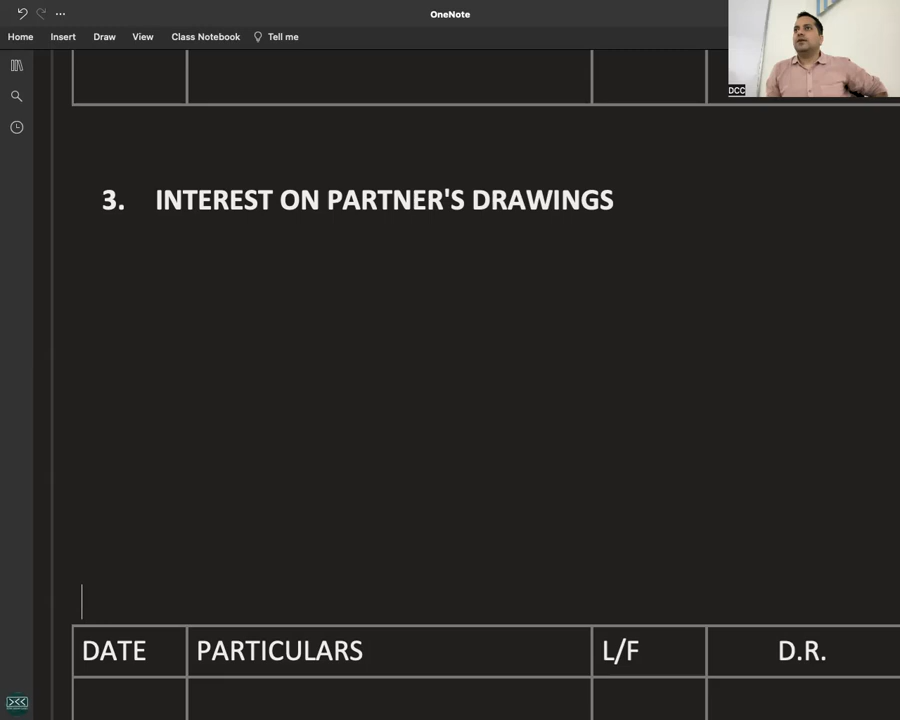 OneNote
Home Insert Draw View Class Notebook Tell me
DCC
3. INTEREST ON PARTNER'S DRAWINGS
DATE PARTICULARS L/F D.R.